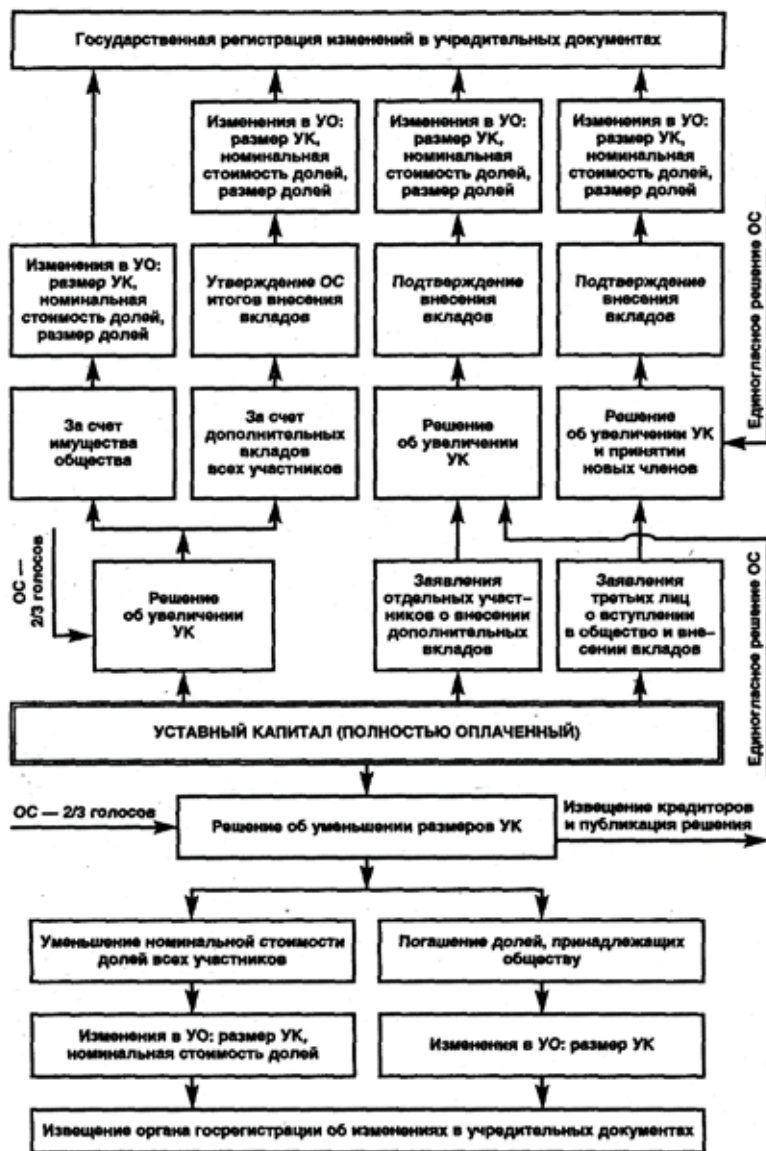 Государственная регистрация изменений в учредительных документах
Изменения в УО:
размер УК,
номинальная
стоимость долей,
размер долей
Изменения в УО:
размер УК,
номинальная
стоимость долей,
размер долей
Изменения в УО:
размер УК,
номинальная
стоимость долей,
размер долей
Изменения в УО:
размер УК,
номинальная
стоимость долей,
размер долей
Утверждение ОС
итогов внесения
вкладов
Подтверждение
внесения
вкладов
Подтверждение
внесения
вкладов
Единогласное решение ОС
За счет
имущества
общества
За счет
дополнительных
вкладов
всех участников
Решение
об увеличении
УК
Решение
об увеличении УК
и принятии
новых членов
ОС —
2/3 голосов
Решение
об увеличении
УК
Заявления
отдельных участ-
ников о внесении
дополнительных
вкладов
Заявления
третьих лиц
о вступлении
в общество и вне-
сении вкладов
Единогласное решение ОС
УСТАВНЫЙ КАПИТАЛ (ПОЛНОСТЬЮ ОПЛАЧЕННЫЙ)
ОС — 2/3 голосов
Решение об уменьшении размеров УК
Извещение кредиторов
и публикация решения
Уменьшение номинальной стоимости
долей всех участников
Погашение долей, принадлежащих
обществу
Изменения в УО: размер УК,
номинальная стоимость долей
Изменения в УО: размер УК
Извещение органа госрегистрации об изменениях в учредительных документах